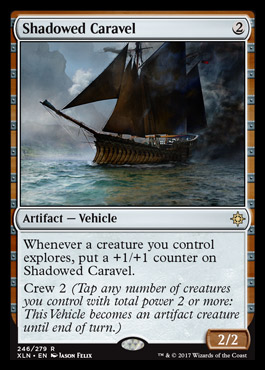 Shadowed Caravel 2
Artifact — Vehicle
Whenever a creature you control
explores, put a +1/+1 counter on
Shadowed Caravel.
Crew 2 (Tap any number of creatures
you control with total power 2 or more:
This Vehicle becomes an artifact creature
until end of turn.)
2/2
246/279 R
XLN • EN Jason Felix
™ & © 2017 Wizards of the Coast